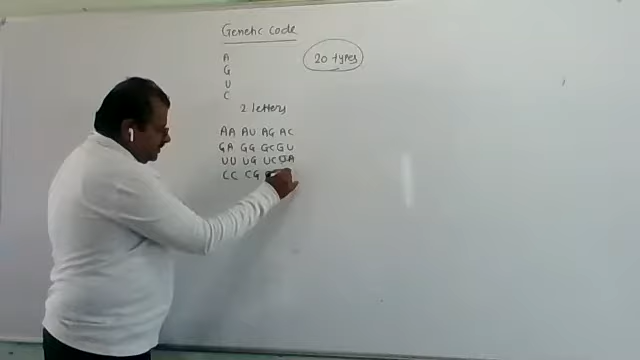 Genetic code
20 types
A
G
U
C
2 letters
AA AU AG AC
GA GG GC GU
UU UG UC UA
CC CG